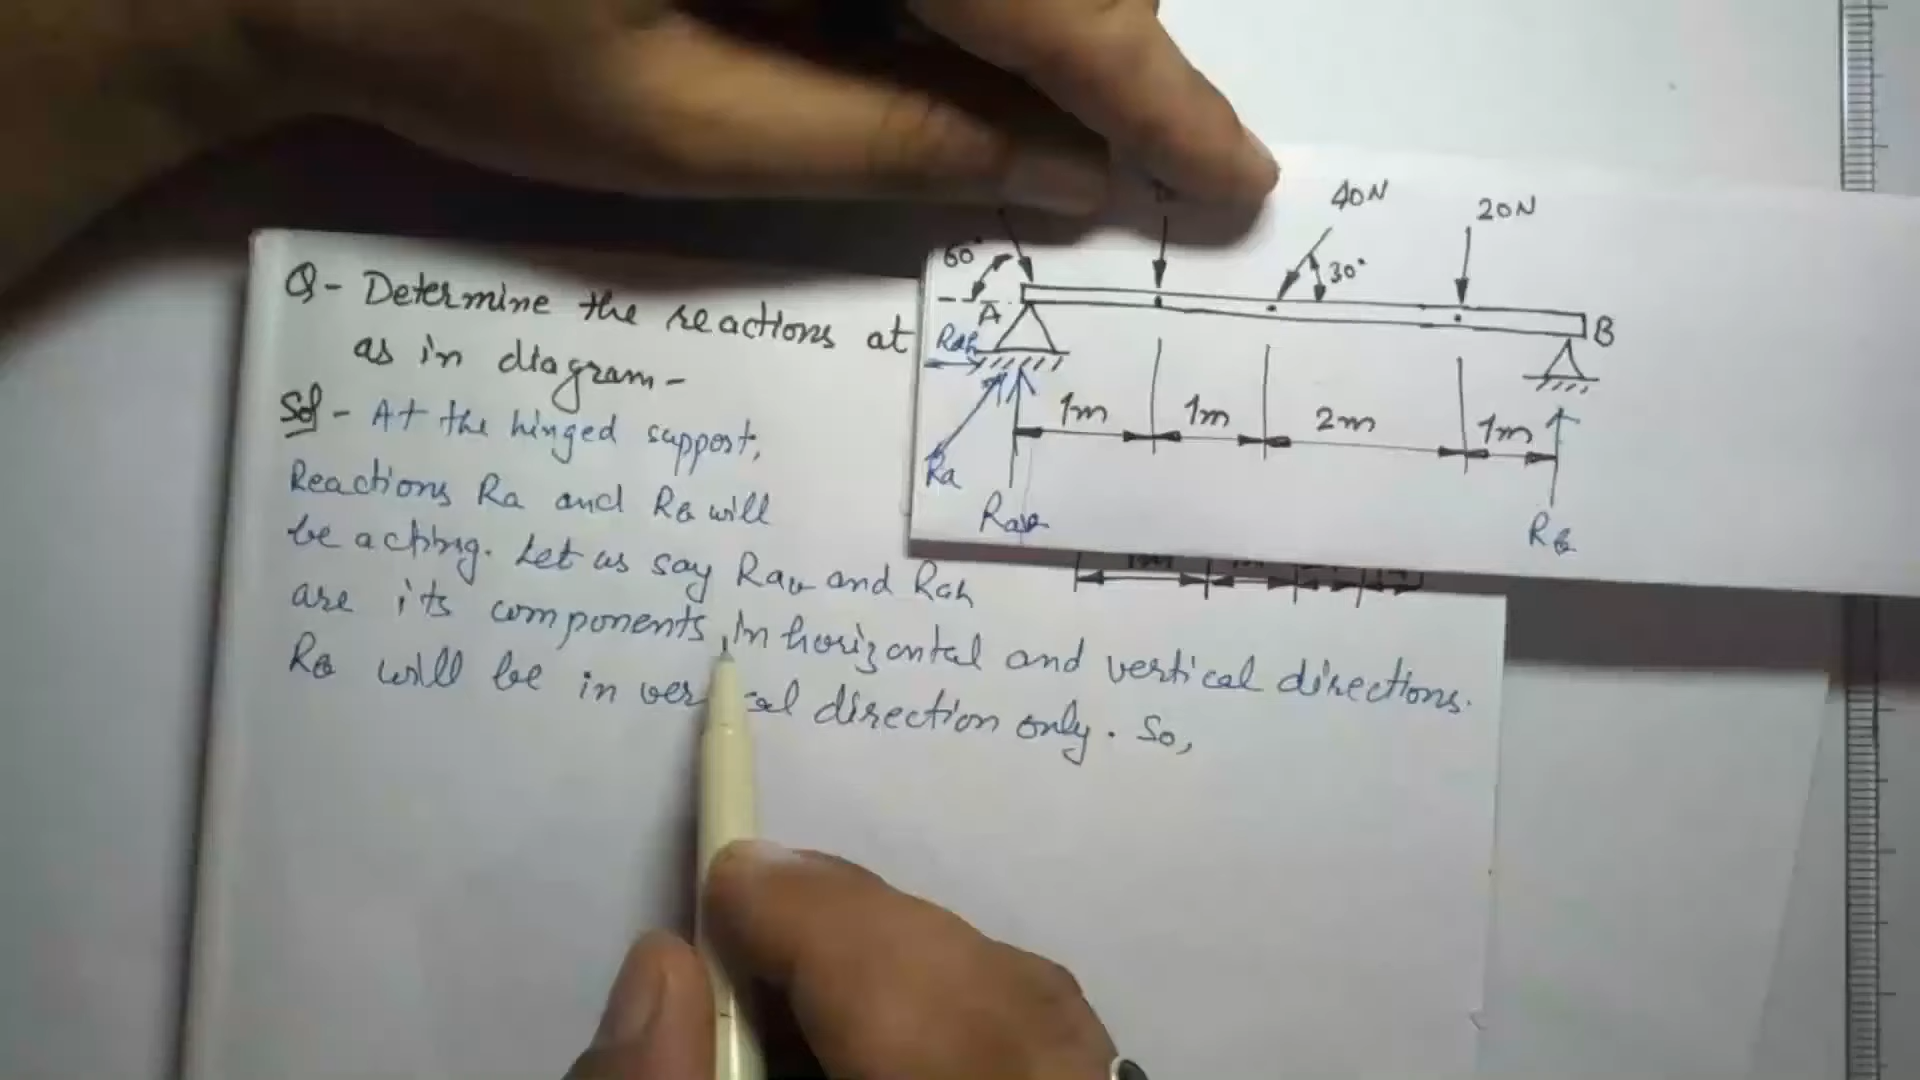 Q- Determine the reactions at
as in diagram-
Sol- At the hinged support,
Reactions Ra and RB will
be acting. Let us say Rav and Rah
are its components in horizontal and vertical directions.
RB will be in vertical direction only. So,
40N
20N
60°
30°
A
B
Rah
1m
1m
2m
1m
Ra
Rav
RB